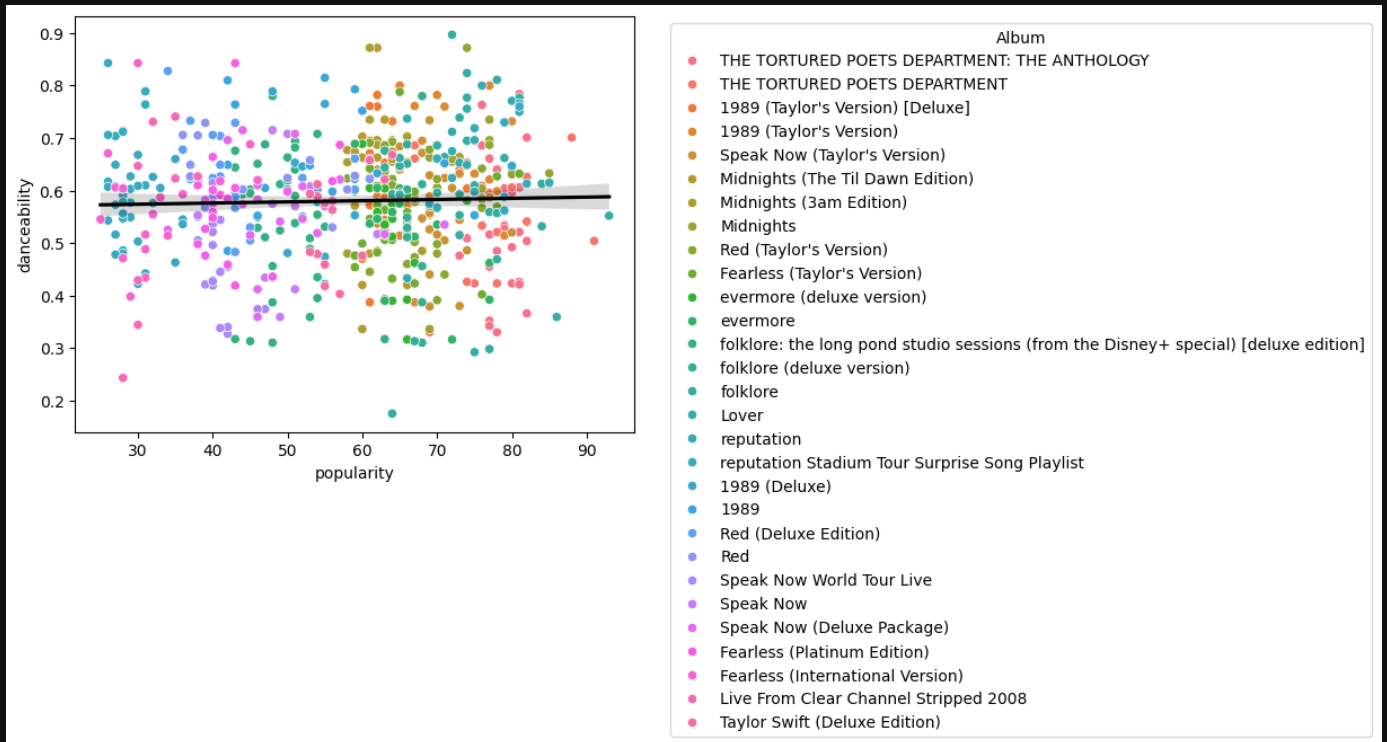 0.9
0.8
0.7
0.6
0.5
0.4
0.3
0.2
danceability
30 40 50 60 70 80 90
popularity
Album
THE TORTURED POETS DEPARTMENT: THE ANTHOLOGY
THE TORTURED POETS DEPARTMENT
1989 (Taylor's Version) [Deluxe]
1989 (Taylor's Version)
Speak Now (Taylor's Version)
Midnights (The Til Dawn Edition)
Midnights (3am Edition)
Midnights
Red (Taylor's Version)
Fearless (Taylor's Version)
evermore (deluxe version)
evermore
folklore: the long pond studio sessions (from the Disney+ special) [deluxe edition]
folklore (deluxe version)
folklore
Lover
reputation
reputation Stadium Tour Surprise Song Playlist
1989 (Deluxe)
1989
Red (Deluxe Edition)
Red
Speak Now World Tour Live
Speak Now
Speak Now (Deluxe Package)
Fearless (Platinum Edition)
Fearless (International Version)
Live From Clear Channel Stripped 2008
Taylor Swift (Deluxe Edition)